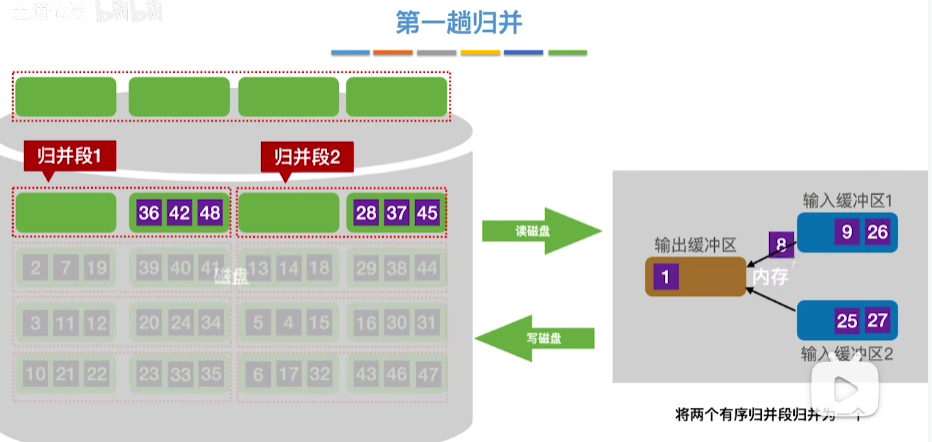 王道论坛 bilibili
第一趟归并
归并段1 归并段2
36 42 48 28 37 45
2 7 19 39 40 41 13 14 18 29 38 44
磁盘
3 11 12 20 24 34 5 4 15 16 30 31
10 21 22 23 33 35 6 17 32 43 46 47
读磁盘
写磁盘
输入缓冲区1
9 26
8
输出缓冲区
1
内存
25 27
输入缓冲区2
将两个有序归并段归并为一个